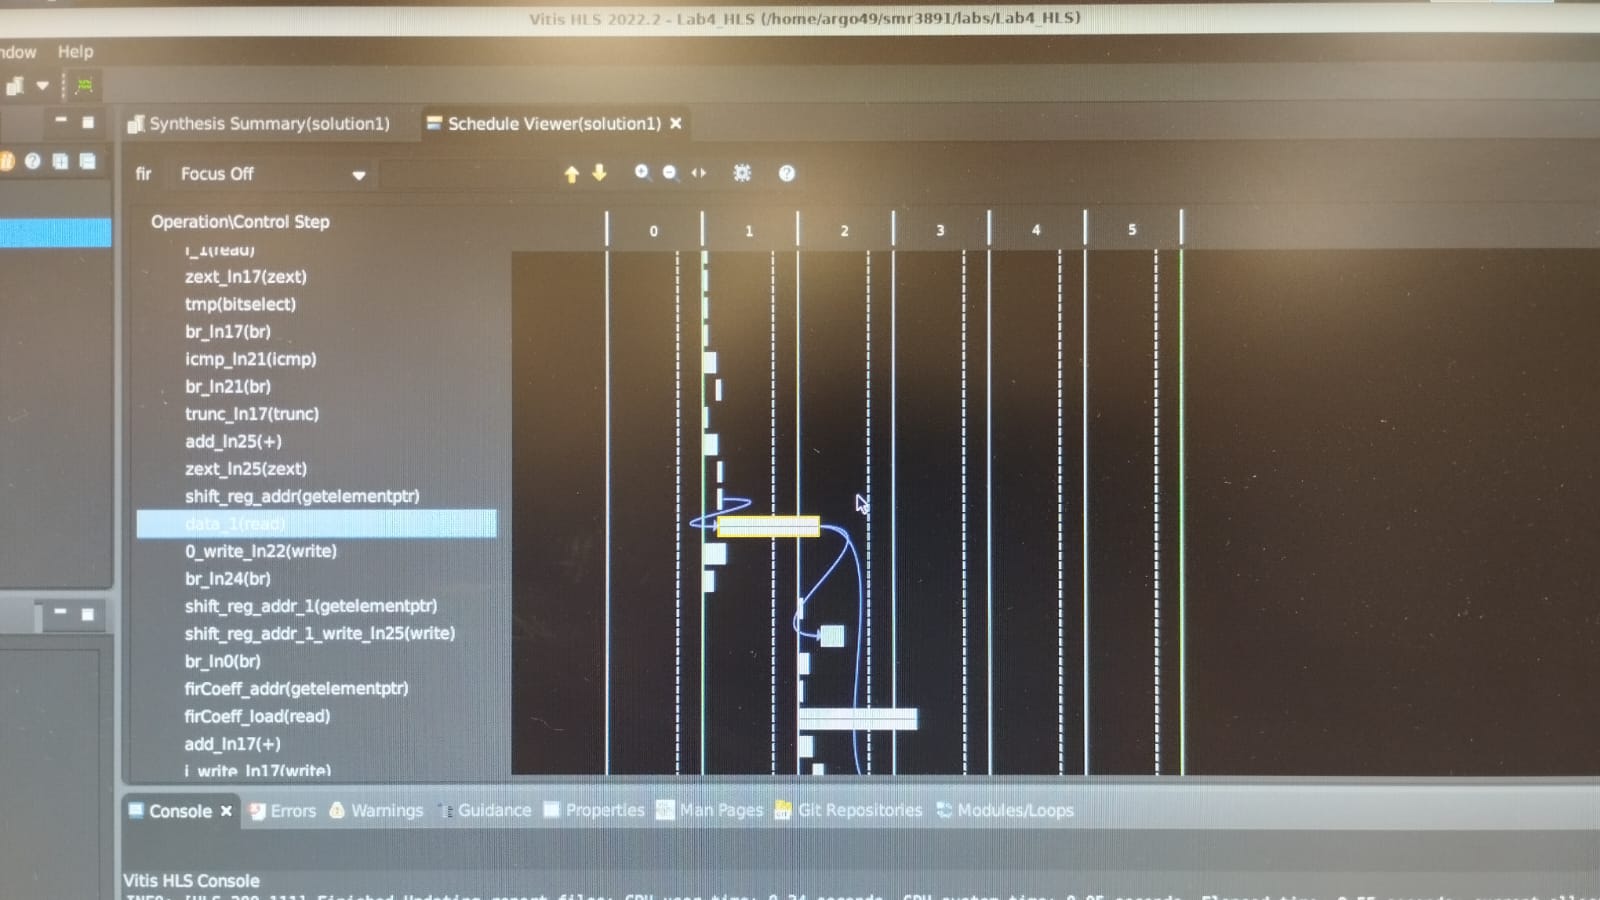 Vitis HLS 2022.2 - Lab4_HLS (/home/argo49/smr3891/labs/Lab4_HLS)
ndow Help
Synthesis Summary(solution1) Schedule Viewer(solution1)
fir Focus Off
Operation\Control Step 0 1 2 3 4 5
i_1(read)
zext_ln17(zext)
tmp(bitselect)
br_ln17(br)
icmp_ln21(icmp)
br_ln21(br)
trunc_ln17(trunc)
add_ln25(+)
zext_ln25(zext)
shift_reg_addr(getelementptr)
data_1(read)
0_write_ln22(write)
br_ln24(br)
shift_reg_addr_1(getelementptr)
shift_reg_addr_1_write_ln25(write)
br_ln0(br)
firCoeff_addr(getelementptr)
firCoeff_load(read)
add_ln17(+)
i_write_ln17(write)
Console Errors Warnings Guidance Properties Man Pages Git Repositories Modules/Loops
Vitis HLS Console